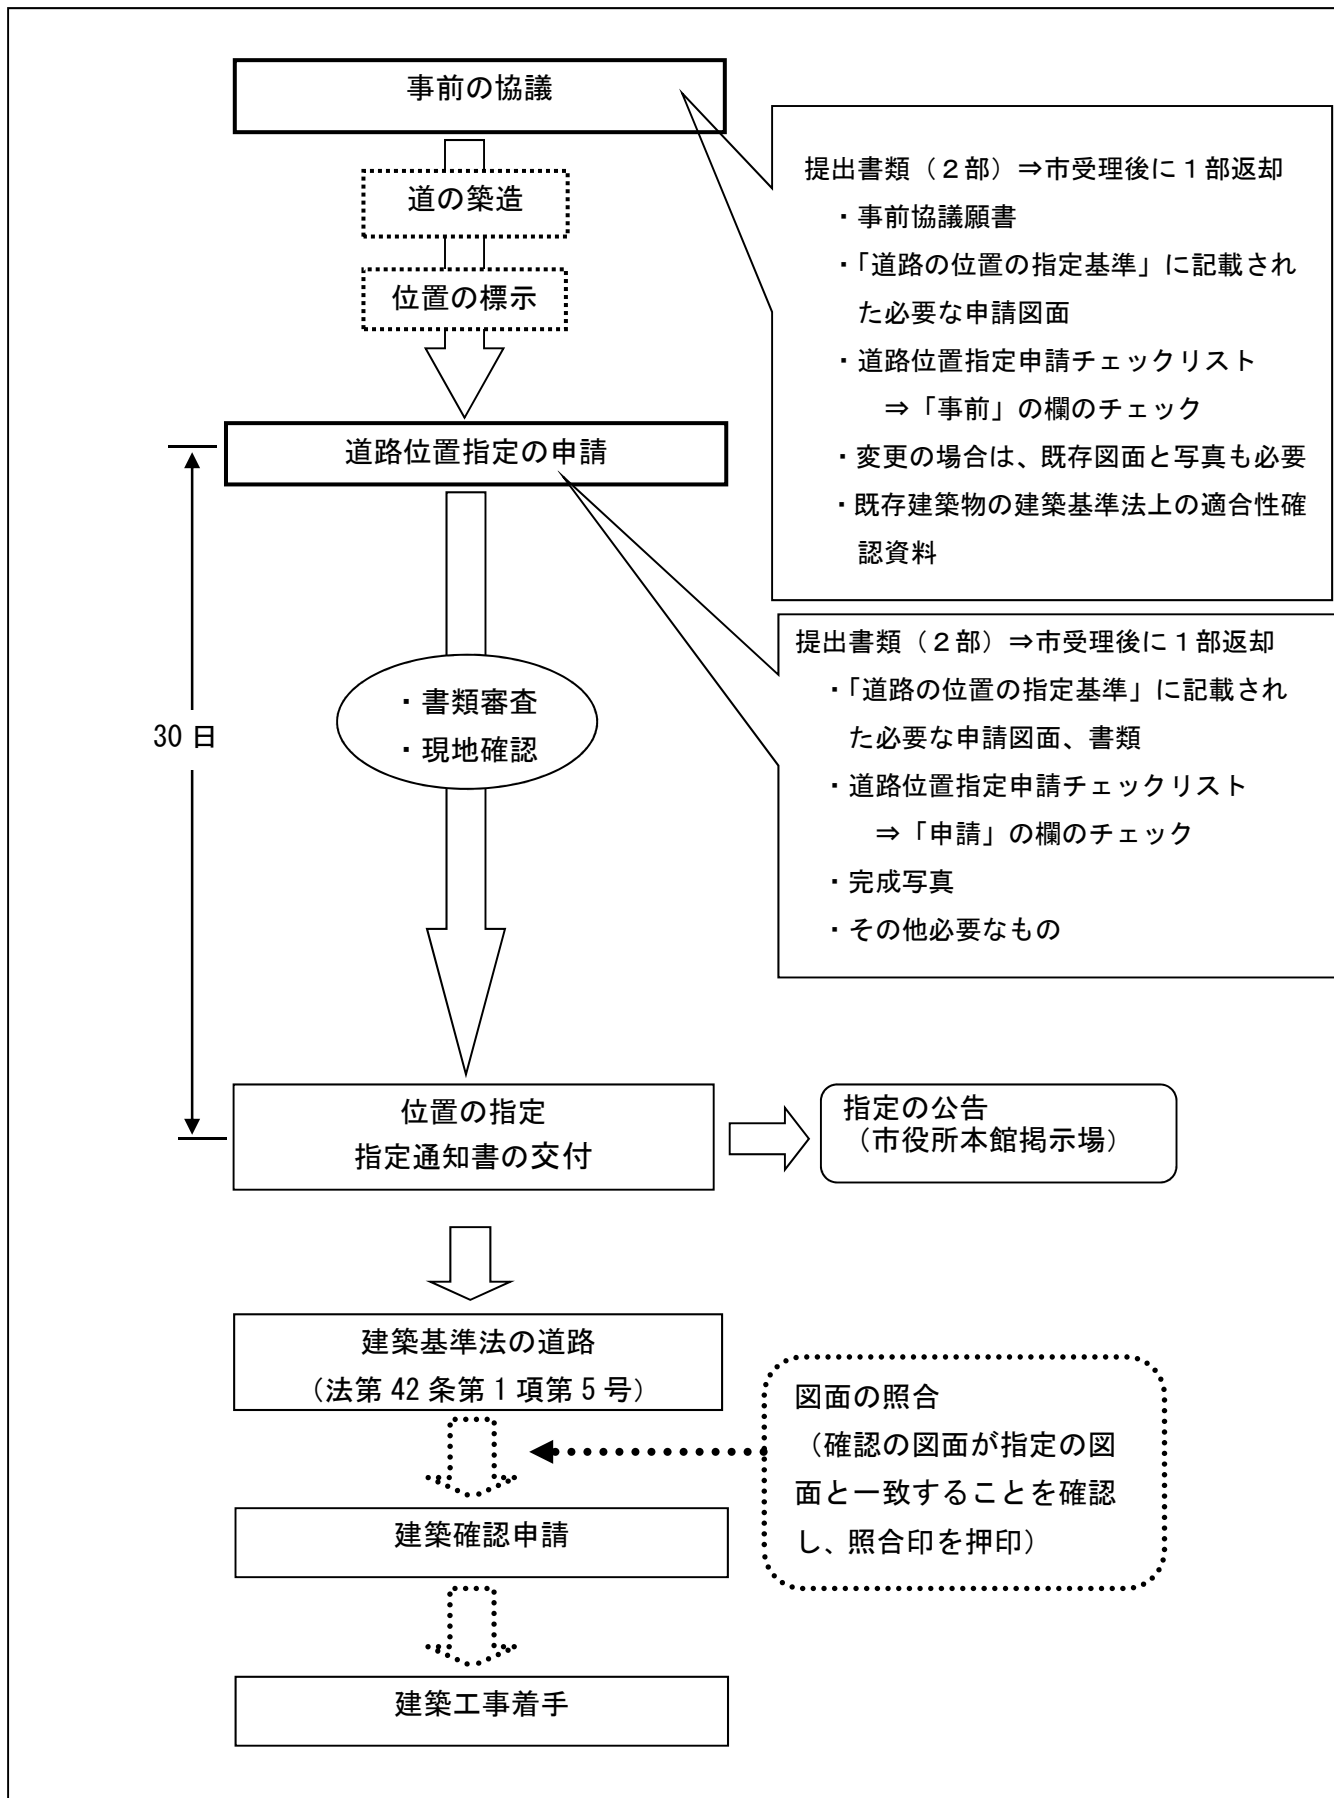 事前の協議
道の築造
位置の標示
提出書類（２部）⇒市受理後に１部返却
・事前協議願書
・「道路の位置の指定基準」に記載され
た必要な申請図面
・道路位置指定申請チェックリスト
⇒「事前」の欄のチェック
・変更の場合は、既存図面と写真も必要
・既存建築物の建築基準法上の適合性確
認資料
道路位置指定の申請
提出書類（２部）⇒市受理後に１部返却
・「道路の位置の指定基準」に記載され
た必要な申請図面、書類
・道路位置指定申請チェックリスト
⇒「申請」の欄のチェック
・完成写真
・その他必要なもの
・書類審査
・現地確認
30 日
位置の指定
指定通知書の交付
指定の公告
（市役所本館掲示場）
建築基準法の道路
（法第 42 条第 1 項第 5 号）
図面の照合
（確認の図面が指定の図
面と一致することを確認
し、照合印を押印）
建築確認申請
建築工事着手